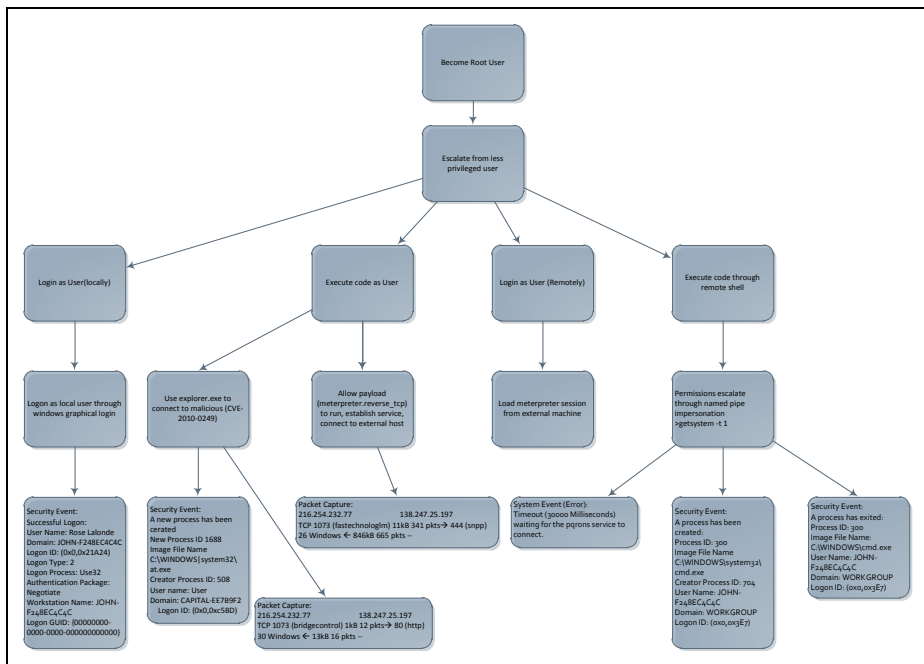 Become Root User
Escalate from less
privileged user
Login as User(locally)
Execute code as User
Login as User (Remotely)
Execute code through
remote shell
Logon as local user through
windows graphical login
Use explorer.exe to
connect to malicious (CVE-
2010-0249)
Allow payload
(meterpreter.reverse_tcp)
to run, establish service,
connect to external host
Load meterpreter session
from external machine
Permissions escalate
through named pipe
impersonation
>getsystem -t 1
Security Event:
Successful Logon:
User Name: Rose Lalonde
Domain: JOHN-F248EC4C4C
Logon ID: (0x0,0x21A24)
Logon Type: 2
Logon Process: Use32
Authentication Package:
Negotiate
Workstation Name: JOHN-
F248EC4C4C
Logon GUID: {00000000-
0000-0000-000000000000}
Security Event:
A new process has been
cerated
New Process ID 1688
Image File Name
C:\WINDOWS|system32\
at.exe
Creator Process ID: 508
User name: User
Domain: CAPITAL-EE7B9F2
Logon ID: (0x0,0xc5BD)
Packet Capture:
216.254.232.77 138.247.25.197
TCP 1073 (fastechnologlm) 11kB 341 pkts→ 444 (snpp)
26 Windows ← 846kB 665 pkts --
Packet Capture:
216.254.232.77 138.247.25.197
TCP 1073 (bridgecontrol) 1kB 12 pkts→ 80 (http)
30 Windows ← 13kB 16 pkts --
System Event (Error):
Timeout (30000 Milliseconds)
waiting for the pqrons service to
connect.
Security Event:
A process has been
created:
Process ID: 300
Image File Name
C:\WINDOWS\system32\
cmd.exe
Creator Process ID: 704
User Name: JOHN-
F248EC4C4C
Domain: WORKGROUP
Logon ID: (0x0,0x3E7)
Security Event:
A process has exited:
Process ID: 300
Image File Name:
C:\WINDOWS\cmd.exe
User Name: JOHN-
F248EC4C4C
Domain: WORKGROUP
Logon ID: (0x0,0x3E7)